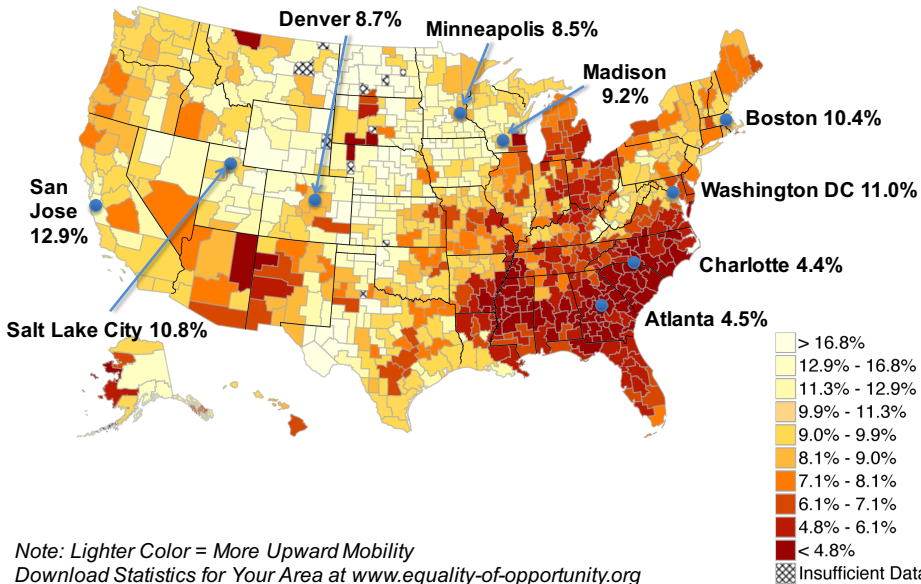 Denver 8.7%
Minneapolis 8.5%
Madison
9.2%
Boston 10.4%
San
Jose
12.9%
Washington DC 11.0%
Charlotte 4.4%
Atlanta 4.5%
Salt Lake City 10.8%
> 16.8%
12.9% - 16.8%
11.3% - 12.9%
9.9% - 11.3%
9.0% - 9.9%
8.1% - 9.0%
7.1% - 8.1%
6.1% - 7.1%
4.8% - 6.1%
< 4.8%
Insufficient Data
Note: Lighter Color = More Upward Mobility
Download Statistics for Your Area at www.equality-of-opportunity.org